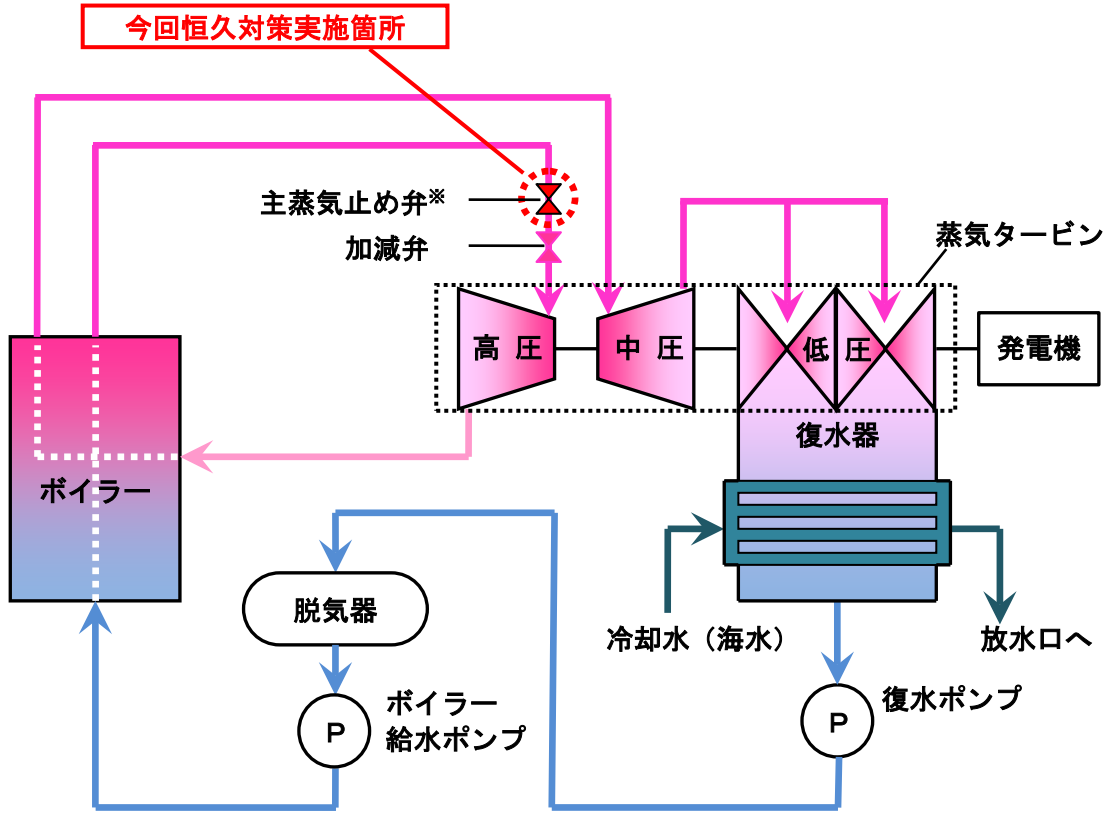 今回恒久対策実施箇所
主蒸気止め弁※
加減弁
蒸気タービン
高圧
中圧
低圧
発電機
復水器
ボイラー
脱気器
冷却水（海水）
放水口へ
ボイラー
給水ポンプ
P
復水ポンプ
P